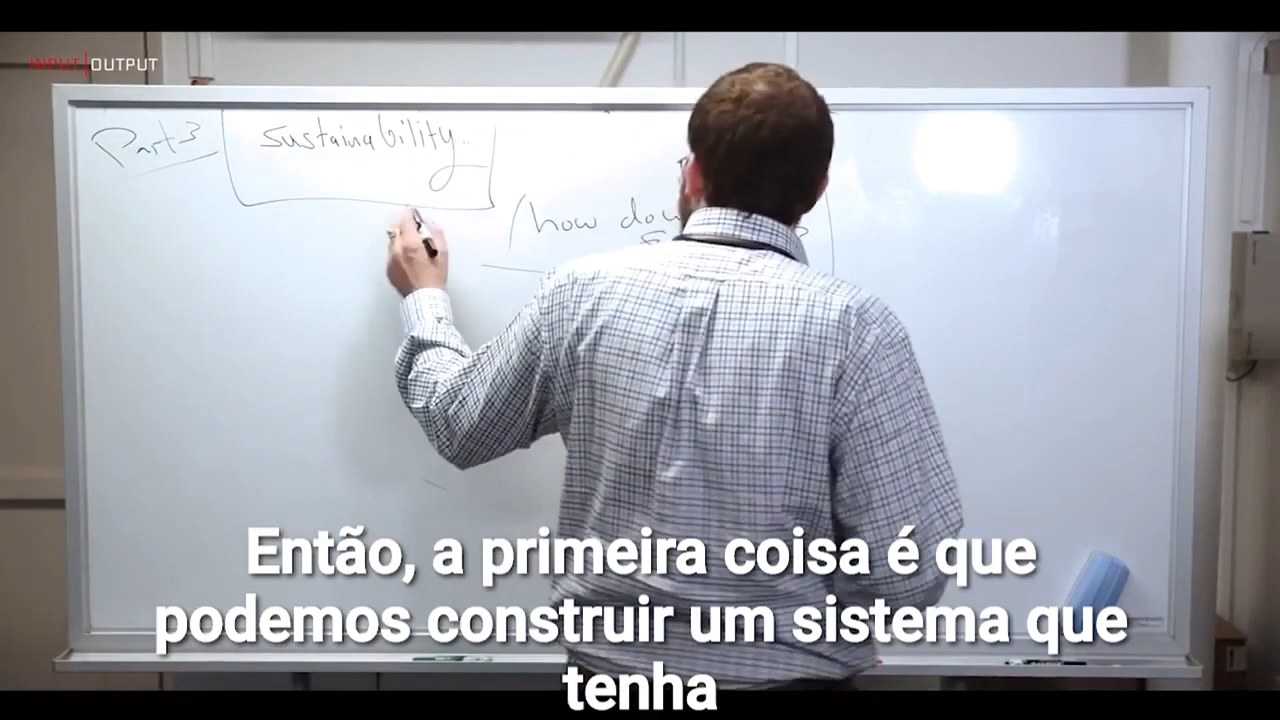 INPUT | OUTPUT
Part 3
sustainability..
(how do
Então, a primeira coisa é que
podemos construir um sistema que
tenha